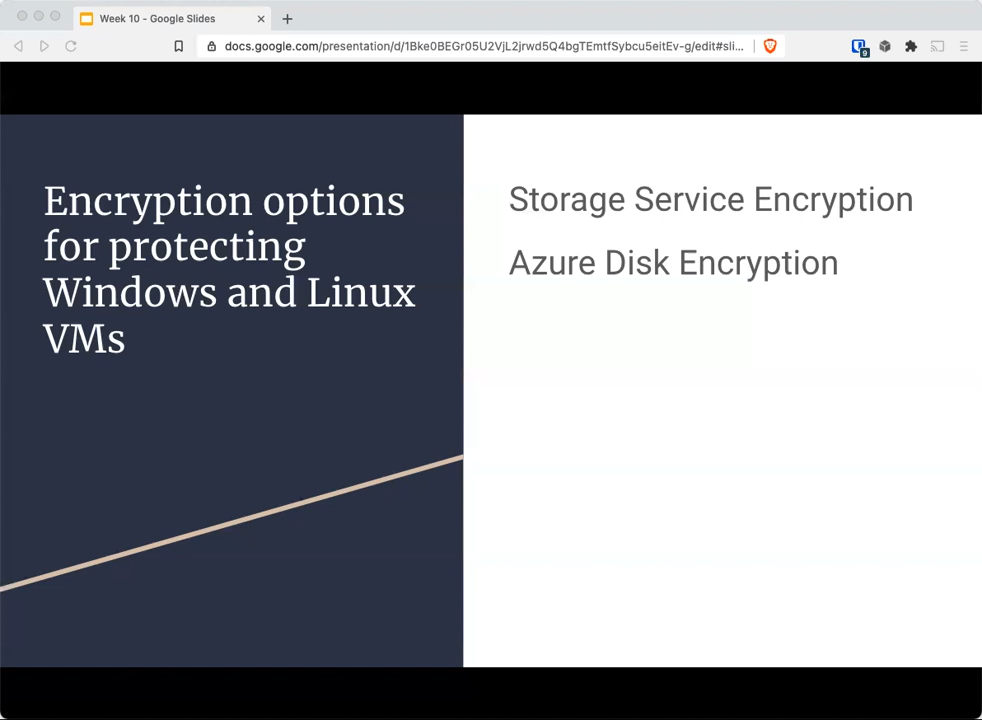 Week 10 - Google Slides
docs.google.com/presentation/d/1Bke0BEGr05U2VjL2jrwd5Q4bgTEmtfSybcu5eitEv-g/edit#sli...
9
Encryption options
for protecting
Windows and Linux
VMs
Storage Service Encryption
Azure Disk Encryption